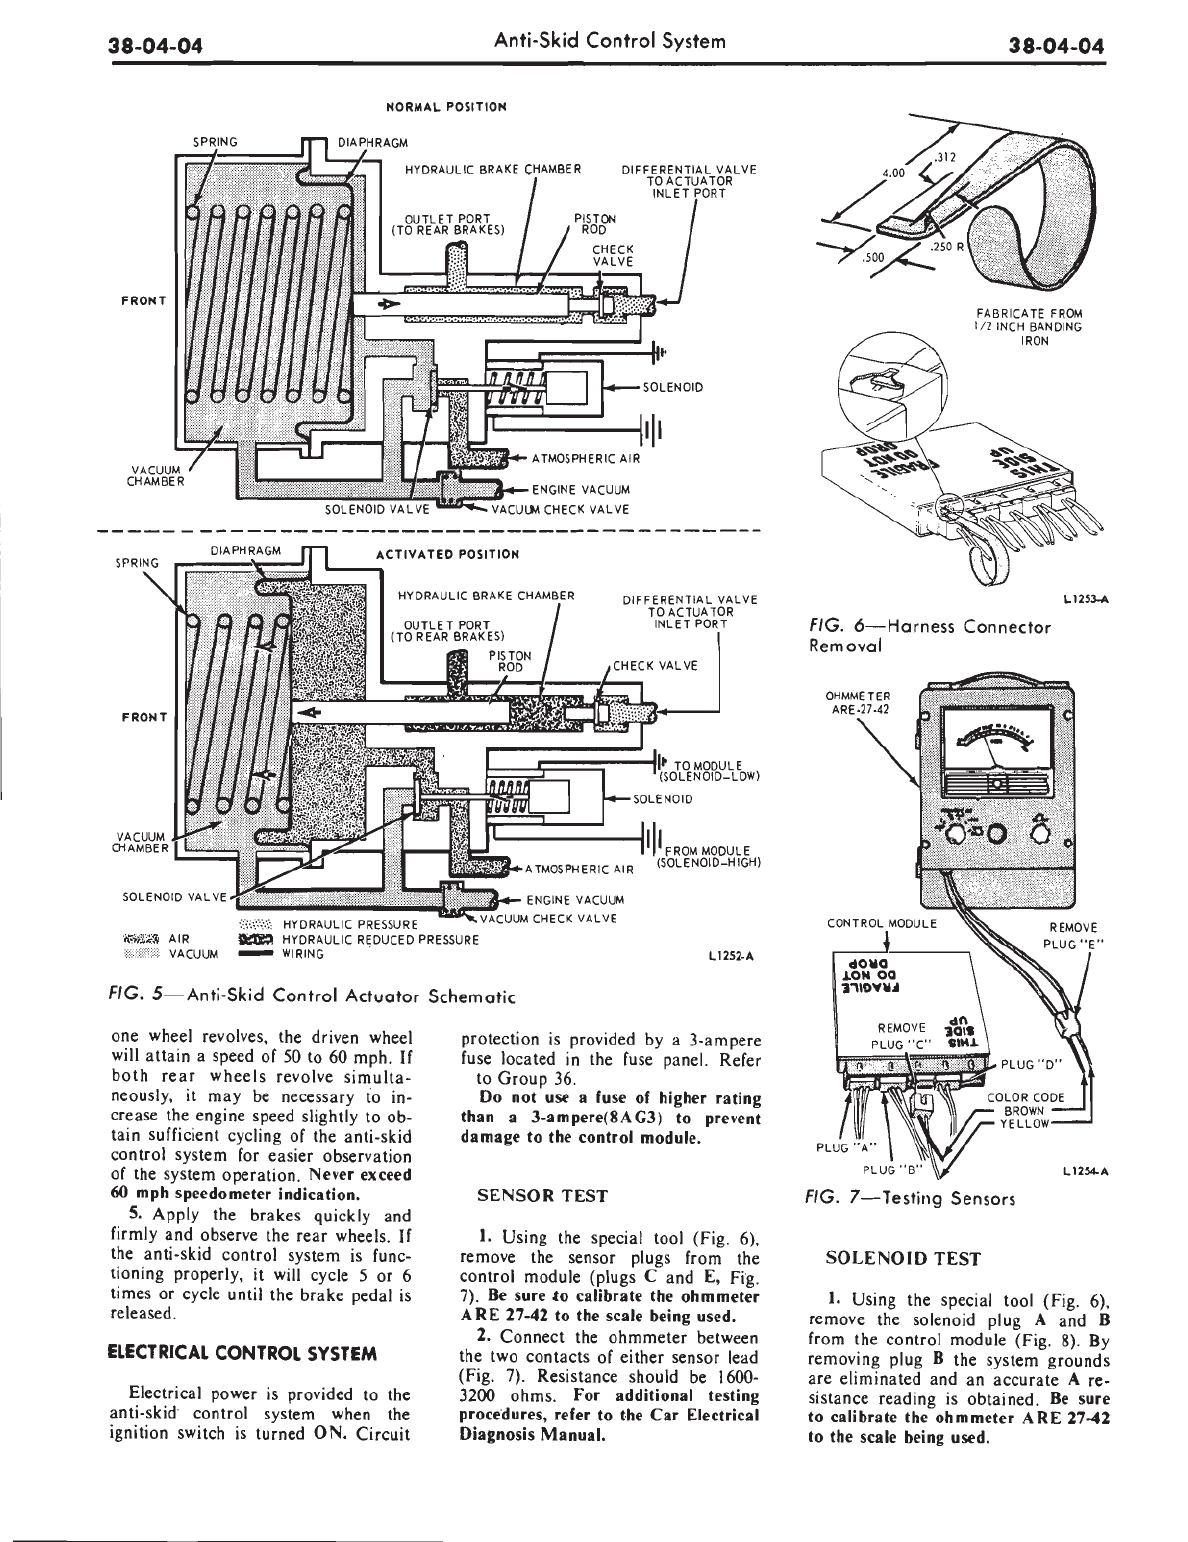 38-04-04
Anti-Skid Control System
38-04-04
NORMAL POSITION
SPRING
DIAPHRAGM
HYDRAULIC BRAKE CHAMBER
DIFFERENTIAL VALVE
TO ACTUATOR
INLET PORT
OUTLET PORT
(TO REAR BRAKES)
PISTON
ROD
CHECK
VALVE
FRONT
SOLENOID
ATMOSPHERIC AIR
VACUUM
CHAMBER
ENGINE VACUUM
SOLENOID VALVE
VACUUM CHECK VALVE
ACTIVATED POSITION
SPRING
DIAPHRAGM
HYDRAULIC BRAKE CHAMBER
DIFFERENTIAL VALVE
TO ACTUATOR
INLET PORT
OUTLET PORT
(TO REAR BRAKES)
PISTON
ROD
CHECK VALVE
FRONT
TO MODULE
(SOLENOID-LOW)
SOLENOID
VACUUM
CHAMBER
FROM MODULE
(SOLENOID-HIGH)
ATMOSPHERIC AIR
SOLENOID VALVE
ENGINE VACUUM
VACUUM CHECK VALVE
HYDRAULIC PRESSURE
AIR
HYDRAULIC REDUCED PRESSURE
VACUUM
WIRING
L1252-A
FIG. 5—Anti-Skid Control Actuator Schematic
one wheel revolves, the driven wheel
will attain a speed of 50 to 60 mph. If
both rear wheels revolve simulta-
neously, it may be necessary to in-
crease the engine speed slightly to ob-
tain sufficient cycling of the anti-skid
control system for easier observation
of the system operation. Never exceed
60 mph speedometer indication.
5. Apply the brakes quickly and
firmly and observe the rear wheels. If
the anti-skid control system is func-
tioning properly, it will cycle 5 or 6
times or cycle until the brake pedal is
released.
ELECTRICAL CONTROL SYSTEM
Electrical power is provided to the
anti-skid control system when the
ignition switch is turned ON. Circuit
protection is provided by a 3-ampere
fuse located in the fuse panel. Refer
to Group 36.
Do not use a fuse of higher rating
than a 3-ampere(8AG3) to prevent
damage to the control module.
SENSOR TEST
1. Using the special tool (Fig. 6),
remove the sensor plugs from the
control module (plugs C and E, Fig.
7). Be sure to calibrate the ohmmeter
ARE 27-42 to the scale being used.
2. Connect the ohmmeter between
the two contacts of either sensor lead
(Fig. 7). Resistance should be 1600-
3200 ohms. For additional testing
procedures, refer to the Car Electrical
Diagnosis Manual.
.312
4.00
.250 R
.500
FABRICATE FROM
1/2 INCH BANDING
IRON
FRAGILE
DO NOT
DROP
THIS
SIDE
UP
L1253-A
FIG. 6—Harness Connector
Removal
OHMMETER
ARE-27-42
CONTROL MODULE
REMOVE
PLUG "E"
FRAGILE
DO NOT
DROP
THIS
SIDE
UP
REMOVE
PLUG "C"
PLUG "D"
COLOR CODE
BROWN
YELLOW
PLUG "A"
PLUG "B"
L1254-A
FIG. 7—Testing Sensors
SOLENOID TEST
1. Using the special tool (Fig. 6),
remove the solenoid plug A and B
from the control module (Fig. 8). By
removing plug B the system grounds
are eliminated and an accurate A re-
sistance reading is obtained. Be sure
to calibrate the ohmmeter ARE 27-42
to the scale being used.